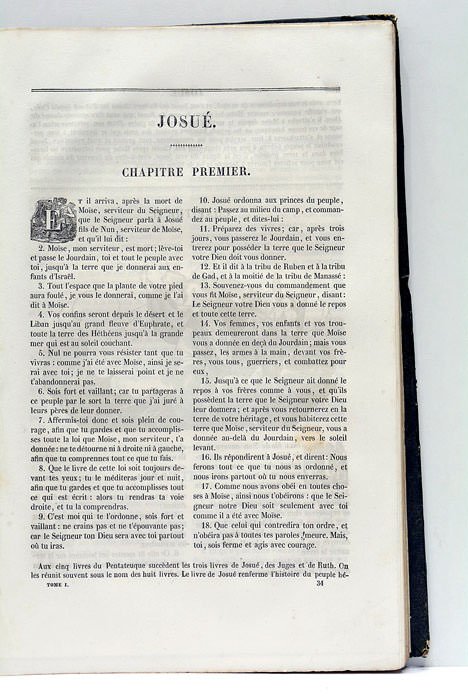 JOSUÉ.
CHAPITRE PREMIER.
ET il arriva, après la mort de
Moïse, serviteur du Seigneur,
que le Seigneur parla à Josué
fils de Nun, serviteur de Moïse,
et qu'il lui dit :
2. Moïse, mon serviteur, est mort; lève-toi
et passe le Jourdain, toi et tout le peuple avec
toi, jusqu'à la terre que je donnerai aux en-
fants d'Israël.
3. Tout l'espace que la plante de votre pied
aura foulé, je vous le donnerai, comme je l'ai
dit à Moïse.
4. Vos confins seront depuis le désert et le
Liban jusqu'au grand fleuve d'Euphrate, et
toute la terre des Héthéens jusqu'à la grande
mer qui est au soleil couchant.
5. Nul ne pourra vous résister tant que tu
vivras : comme j'ai été avec Moïse, ainsi je se-
rai avec toi; je ne te laisserai point et je ne
t'abandonnerai pas.
6. Sois fort et vaillant; car tu partageras à
ce peuple par le sort la terre que j'ai juré à
leurs pères de leur donner.
7. Affermis-toi donc et sois plein de cou-
rage, afin que tu gardes et que tu accomplis-
ses toute la loi que Moïse, mon serviteur, t'a
donnée : ne te détourne ni à droite ni à gauche,
afin que tu comprennes tout ce que tu fais.
8. Que le livre de cette loi soit toujours de-
vant tes yeux; tu le méditeras jour et nuit,
afin que tu gardes et que tu accomplisses tout
ce qui est écrit : alors tu rendras ta voie
droite, et tu la comprendras.
9. C'est moi qui te l'ordonne, sois fort et
vaillant : ne crains pas et ne t'épouvante pas;
car le Seigneur ton Dieu sera avec toi partout
où tu iras.
10. Josué ordonna aux princes du peuple,
disant : Passez au milieu du camp, et comman-
dez au peuple, et dites-lui :
11. Préparez des vivres; car, après trois
jours, vous passerez le Jourdain, et vous en-
trerez pour posséder la terre que le Seigneur
votre Dieu doit vous donner.
12. Et il dit à la tribu de Ruben et à la tribu
de Gad, et à la moitié de la tribu de Manassé :
13. Souvenez-vous du commandement que
vous fit Moïse, serviteur du Seigneur, disant:
Le Seigneur votre Dieu vous a donné le repos
et toute cette terre.
14. Vos femmes, vos enfants et vos trou-
peaux demeureront dans la terre que Moïse
vous a donnée en deçà du Jourdain; mais vous
passez, les armes à la main, devant vos frè-
res, vous tous, guerriers, et combattez pour
eux,
15. Jusqu'à ce que le Seigneur ait donné le
repos à vos frères comme à vous, et qu'ils
possèdent la terre que le Seigneur votre Dieu
leur donnera; et après vous retournerez en la
terre de votre héritage, et vous habiterez cette
terre que Moïse, serviteur du Seigneur, vous a
donnée au-delà du Jourdain, vers le soleil
levant.
16. Ils répondirent à Josué, et dirent: Nous
ferons tout ce que tu nous as ordonné, et
nous irons partout où tu nous enverras.
17. Comme nous avons obéi en toutes cho-
ses à Moïse, ainsi nous t'obéirons : que le Sei-
gneur notre Dieu soit seulement avec toi
comme il a été avec Moïse.
18. Que celui qui contredira ton ordre, et
n'obéira pas à toutes tes paroles meure. Mais,
toi, sois ferme et agis avec courage.
Aux cinq livres du Pentateuque succèdent les trois livres de Josué, des Juges et de Ruth. On
les réunit souvent sous le nom des huit livres. Le livre de Josué renferme l'histoire du peuple hé-
TOME I. 31